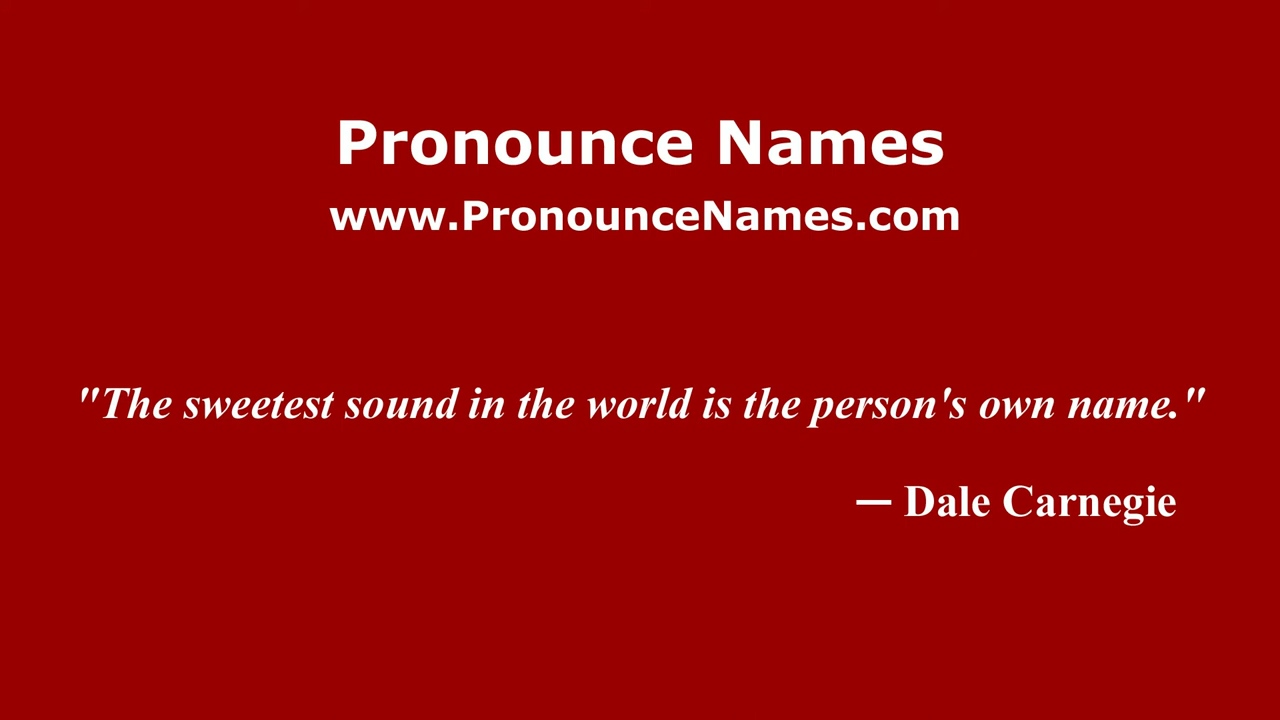 Pronounce Names
www.PronounceNames.com
"The sweetest sound in the world is the person's own name."
— Dale Carnegie